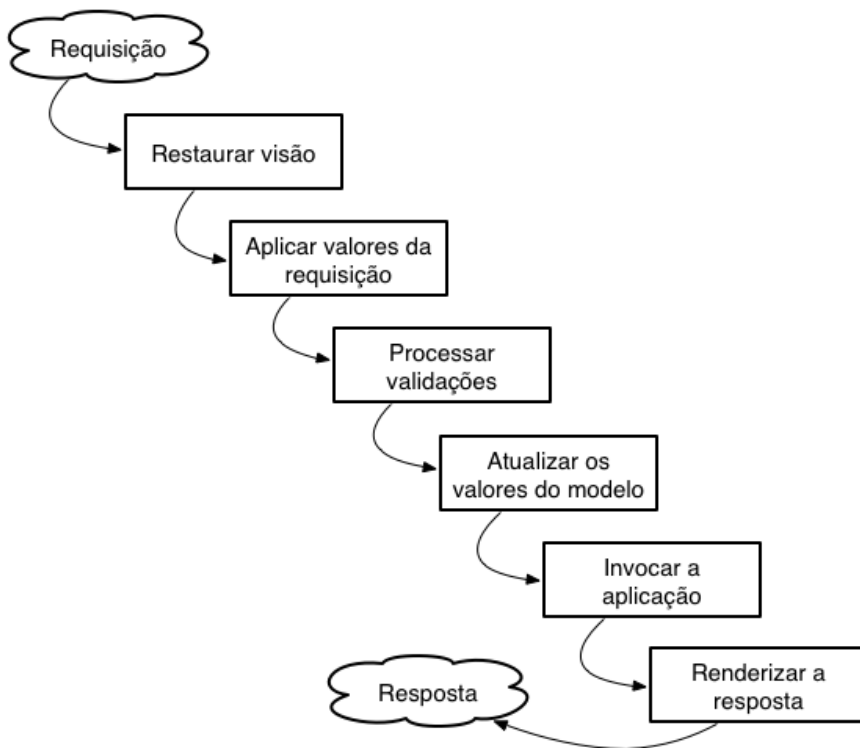 Requisição
Restaurar visão
Aplicar valores da
requisição
Processar
validações
Atualizar os
valores do modelo
Invocar a
aplicação
Renderizar a
resposta
Resposta